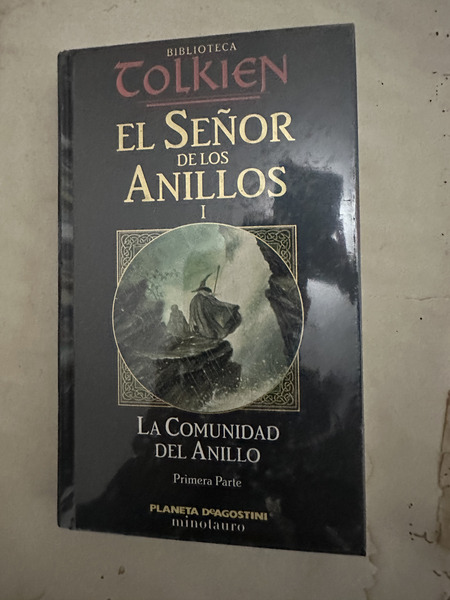 BIBLIOTECA
TOLKIEN
EL SEÑOR
DE LOS
ANILLOS
I
LA COMUNIDAD
DEL ANILLO
Primera Parte
PLANETA DeAGOSTINI
minotauro